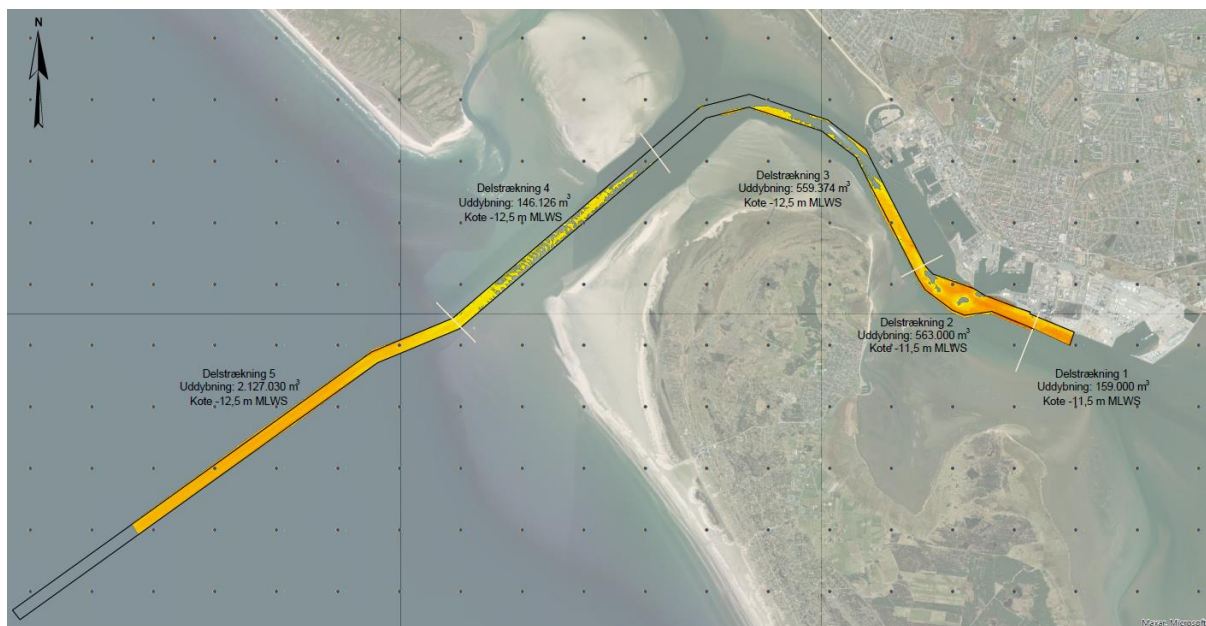 N
Delstrækning 4
Uddybning: 146.126 m³
Kote -12,5 m MLWS
Delstrækning 3
Uddybning: 559.374 m³
Kote -12,5 m MLWS
Delstrækning 2
Uddybning: 563.000 m³
Kote -11,5 m MLWS
Delstrækning 5
Uddybning: 2.127.030 m³
Kote -12,5 m MLWS
Delstrækning 1
Uddybning: 159.000 m³
Kote -11,5 m MLWS
Maxar, Microsoft